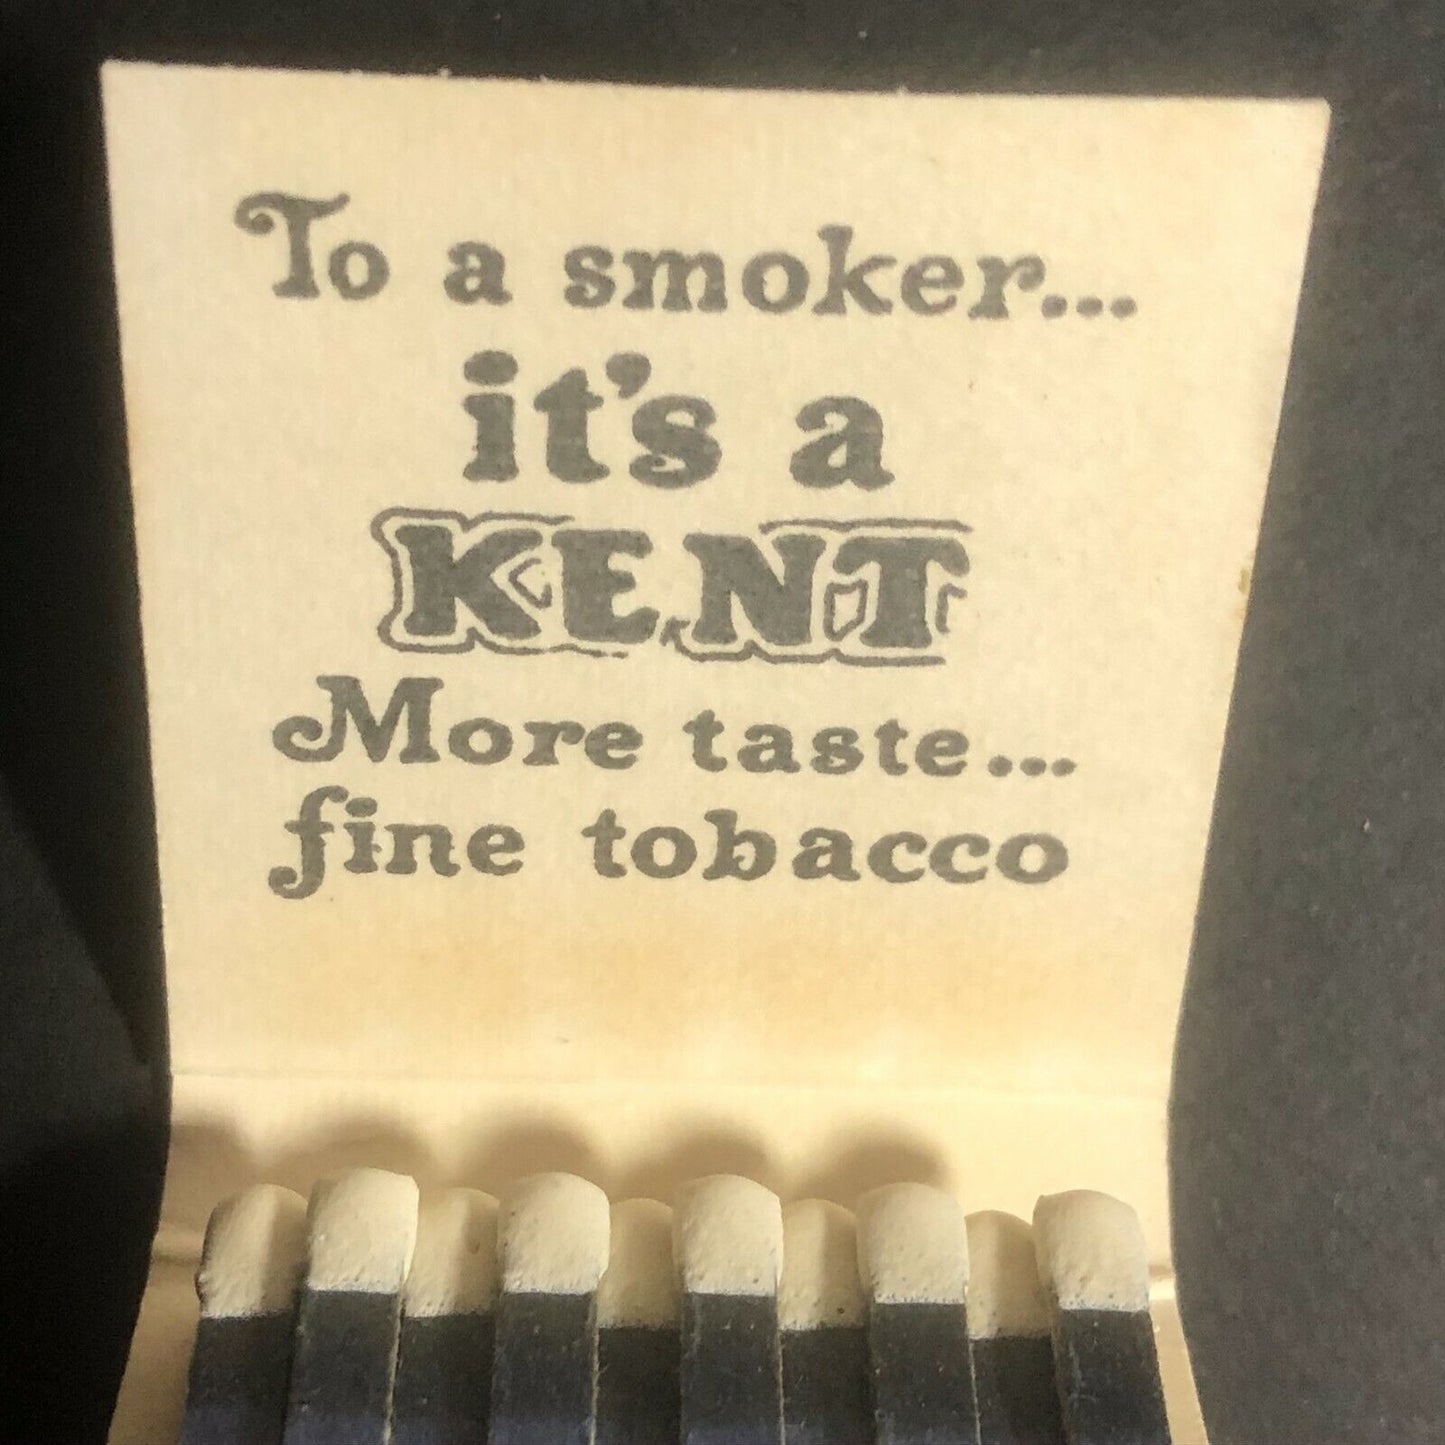 To a smoker...
it's a
KENT
More taste...
fine tobacco